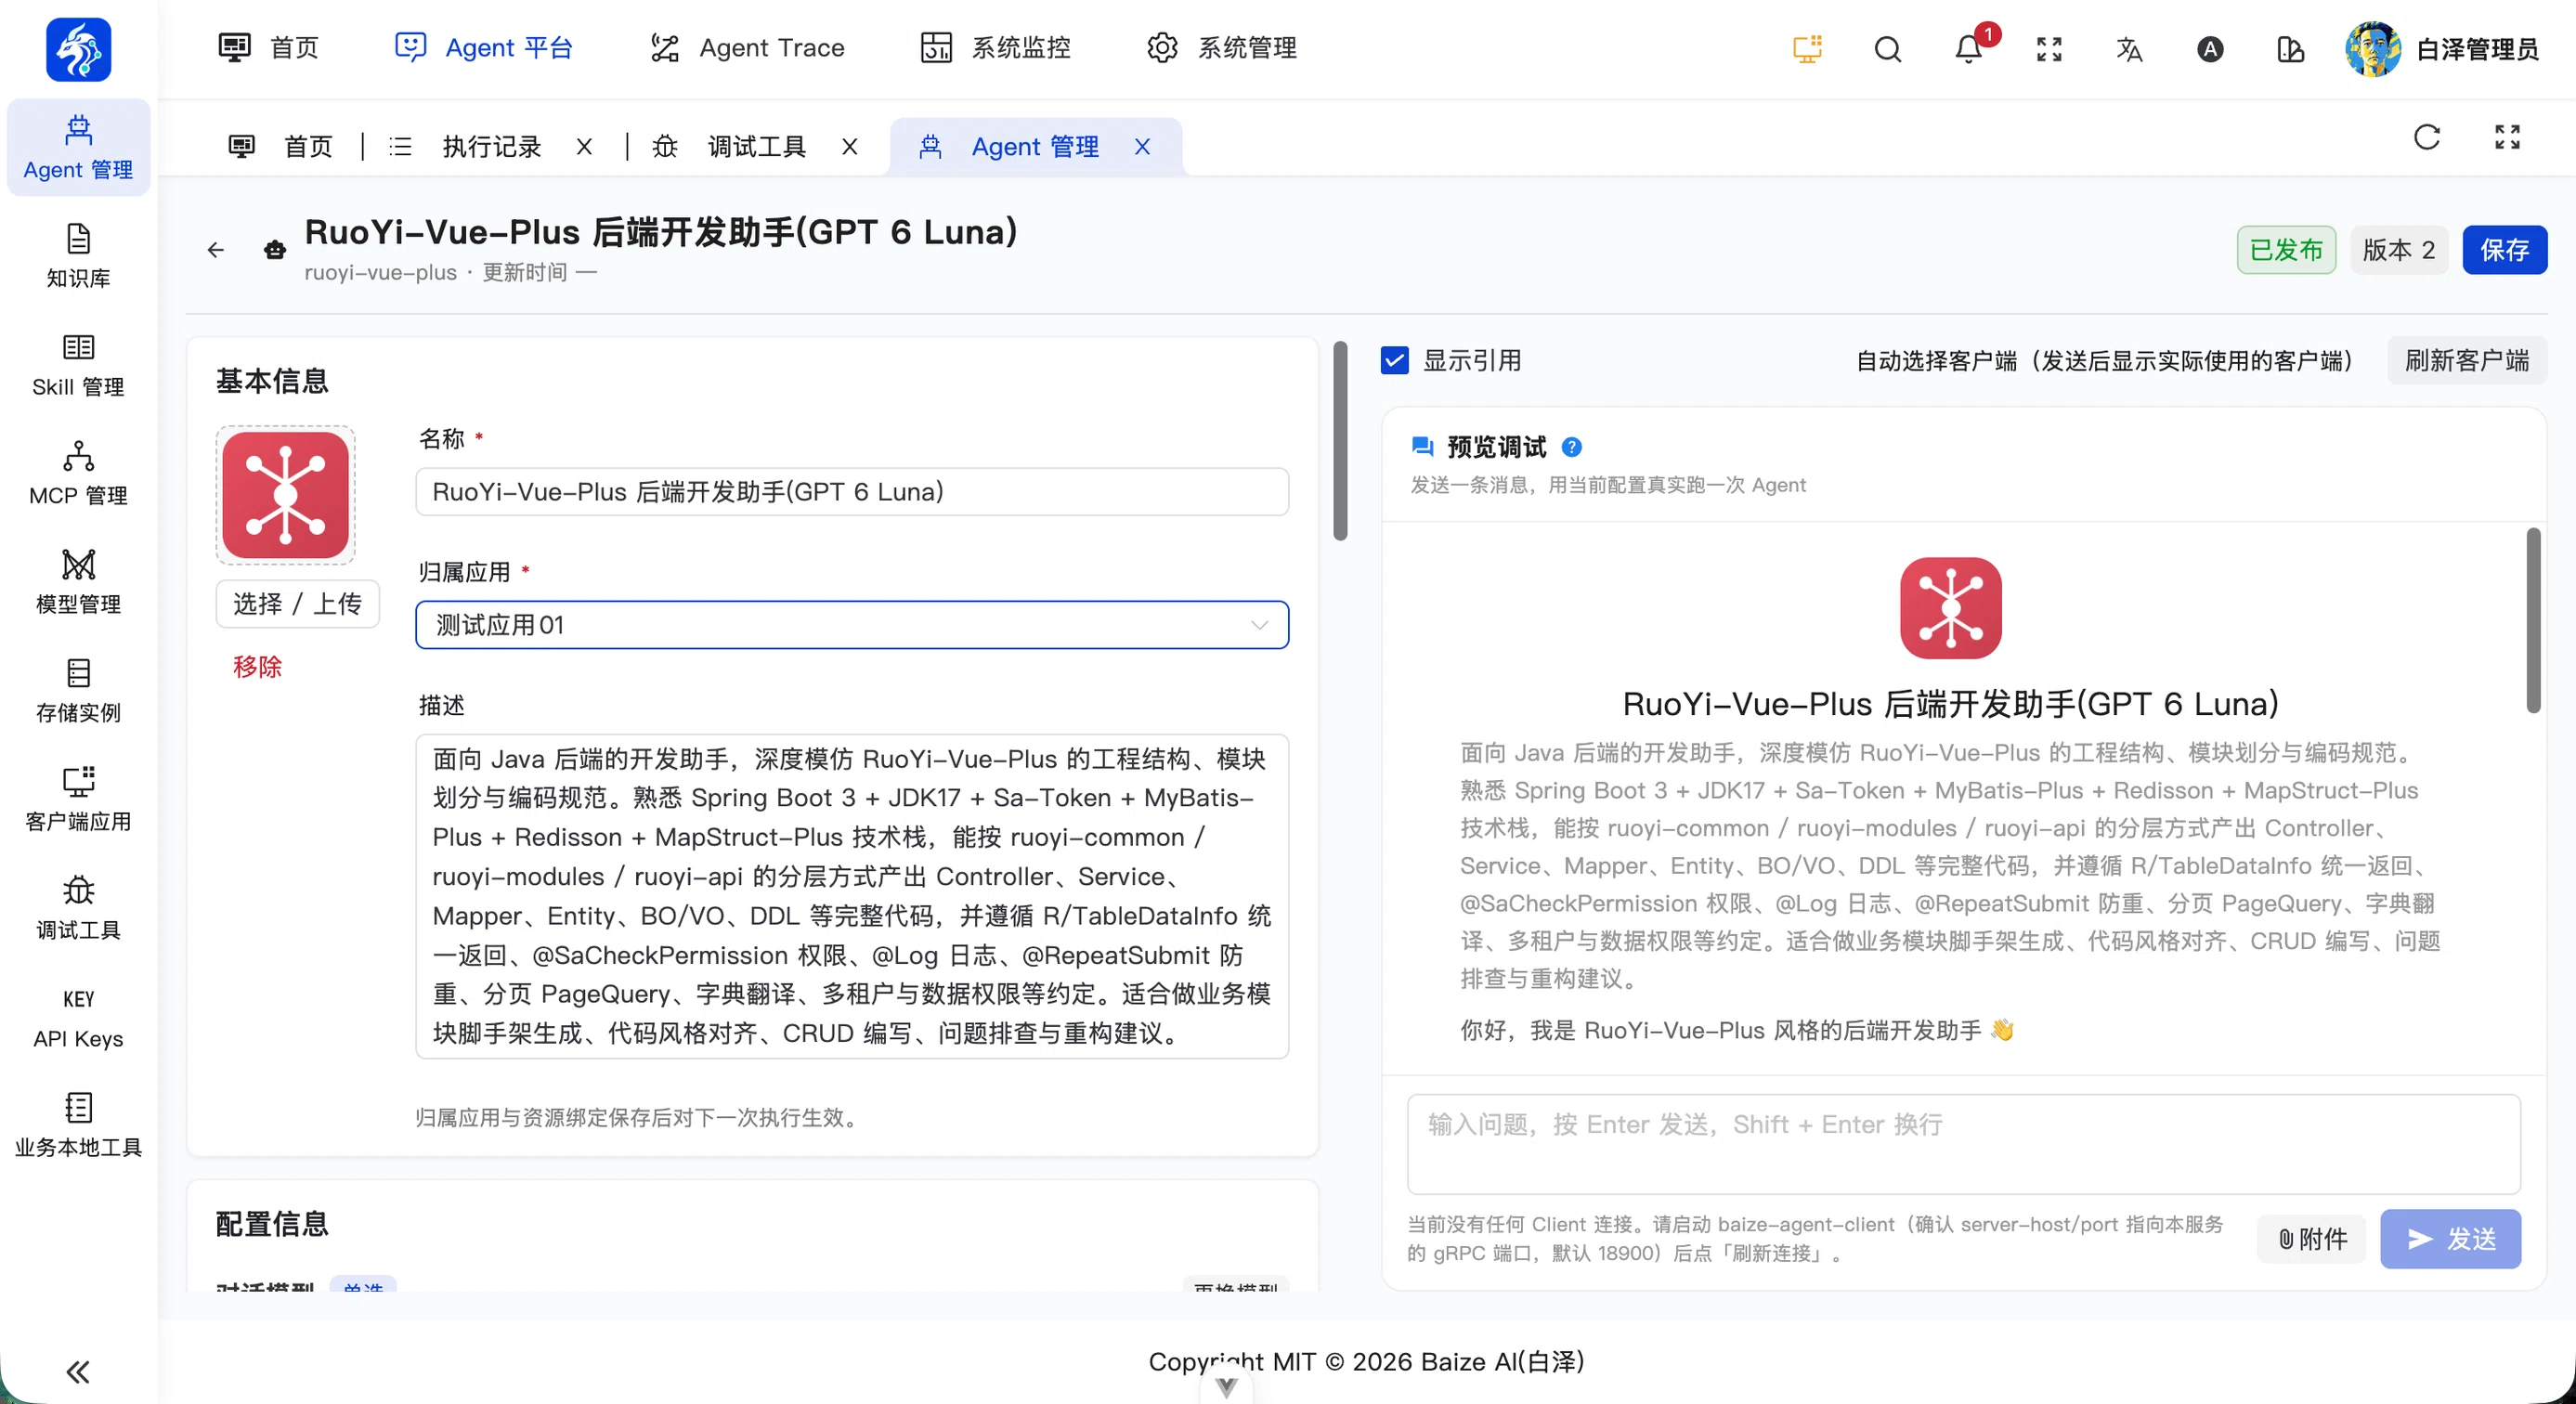 首页
Agent 平台
Agent Trace
系统监控
系统管理
1
A
白泽管理员
Agent 管理
知识库
Skill 管理
MCP 管理
模型管理
存储实例
客户端应用
调试工具
KEY
API Keys
业务本地工具
首页
执行记录
调试工具
Agent 管理
RuoYi-Vue-Plus 后端开发助手(GPT 6 Luna)
ruoyi-vue-plus · 更新时间 —
已发布
版本 2
保存
基本信息
选择 / 上传
移除
名称 *
RuoYi-Vue-Plus 后端开发助手(GPT 6 Luna)
归属应用 *
测试应用01
描述
面向 Java 后端的开发助手，深度模仿 RuoYi-Vue-Plus 的工程结构、模块
划分与编码规范。熟悉 Spring Boot 3 + JDK17 + Sa-Token + MyBatis-
Plus + Redisson + MapStruct-Plus 技术栈，能按 ruoyi-common /
ruoyi-modules / ruoyi-api 的分层方式产出 Controller、Service、
Mapper、Entity、BO/VO、DDL 等完整代码，并遵循 R/TableDataInfo 统
一返回、@SaCheckPermission 权限、@Log 日志、@RepeatSubmit 防
重、分页 PageQuery、字典翻译、多租户与数据权限等约定。适合做业务模
块脚手架生成、代码风格对齐、CRUD 编写、问题排查与重构建议。
归属应用与资源绑定保存后对下一次执行生效。
配置信息
对话模型
单选
更换模型
显示引用
自动选择客户端（发送后显示实际使用的客户端）
刷新客户端
预览调试
发送一条消息，用当前配置真实跑一次 Agent
RuoYi-Vue-Plus 后端开发助手(GPT 6 Luna)
面向 Java 后端的开发助手，深度模仿 RuoYi-Vue-Plus 的工程结构、模块划分与编码规范。
熟悉 Spring Boot 3 + JDK17 + Sa-Token + MyBatis-Plus + Redisson + MapStruct-Plus
技术栈，能按 ruoyi-common / ruoyi-modules / ruoyi-api 的分层方式产出 Controller、
Service、Mapper、Entity、BO/VO、DDL 等完整代码，并遵循 R/TableDataInfo 统一返回、
@SaCheckPermission 权限、@Log 日志、@RepeatSubmit 防重、分页 PageQuery、字典翻
译、多租户与数据权限等约定。适合做业务模块脚手架生成、代码风格对齐、CRUD 编写、问题
排查与重构建议。
你好，我是 RuoYi-Vue-Plus 风格的后端开发助手 👋
输入问题，按 Enter 发送，Shift + Enter 换行
当前没有任何 Client 连接。请启动 baize-agent-client（确认 server-host/port 指向本服务
的 gRPC 端口，默认 18900）后点「刷新连接」。
附件
发送
Copyright MIT © 2026 Baize AI(白泽)